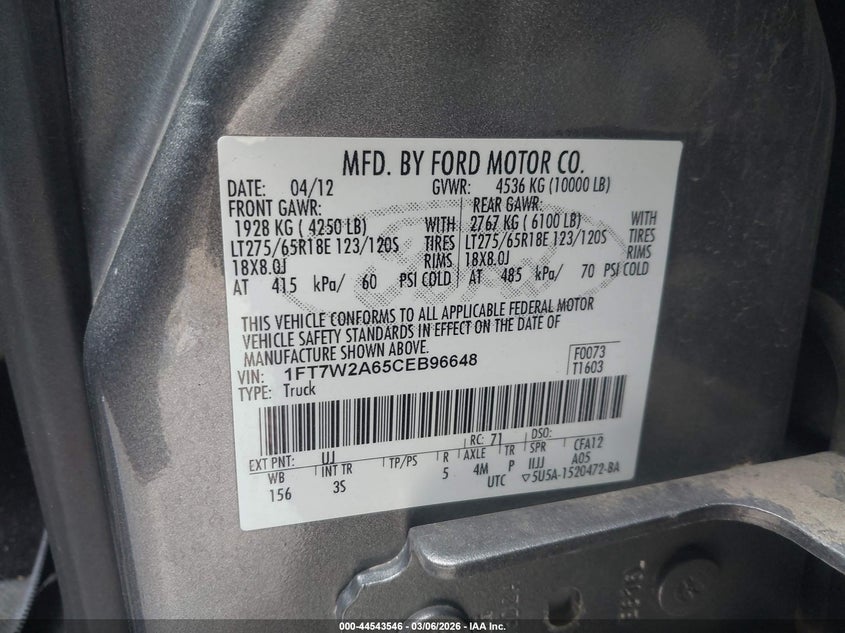 MFD. BY FORD MOTOR CO.
DATE: 04/12 GVWR: 4536 KG (10000 LB)
FRONT GAWR: REAR GAWR:
1928 KG ( 4250 LB) WITH 2767 KG ( 6100 LB) WITH
LT275/65R18E 123/120S TIRES LT275/65R18E 123/120S TIRES
18X8.0J RIMS 18X8.0J RIMS
AT 415 kPa/ 60 PSI COLD AT 485 kPa/ 70 PSI COLD
THIS VEHICLE CONFORMS TO ALL APPLICABLE FEDERAL MOTOR
VEHICLE SAFETY STANDARDS IN EFFECT ON THE DATE OF
MANUFACTURE SHOWN ABOVE.
VIN: 1FT7W2A65CEB96648 F0073
TYPE: Truck T1603
RC: 71 DSO:
EXT PNT: UJ
WB INT TR TP/PS R AXLE TR SPR CFA12
156 3S 5 4M P IIJJ A05
UTC ▽5U5A-1520472-BA
000-44543546 - 03/06/2026 - IAA Inc.